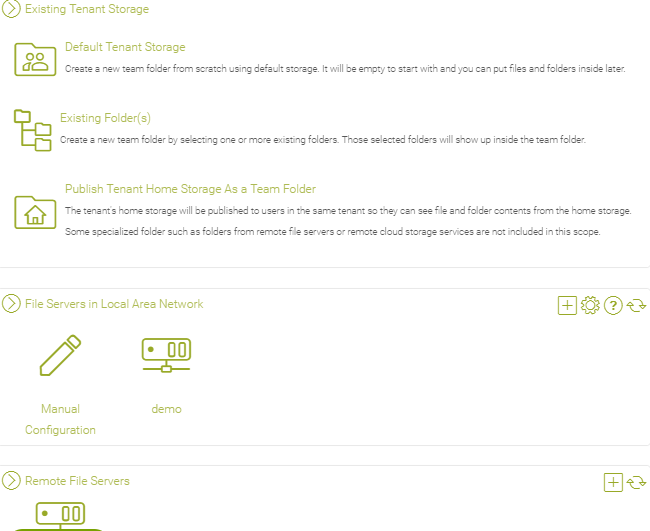 Existing Tenant Storage
Default Tenant Storage
Create a new team folder from scratch using default storage. It will be empty to start with and you can put files and folders inside later.
Existing Folder(s)
Create a new team folder by selecting one or more existing folders. Those selected folders will show up inside the team folder.
Publish Tenant Home Storage As a Team Folder
The tenant's home storage will be published to users in the same tenant so they can see file and folder contents from the home storage.
Some specialized folder such as folders from remote file servers or remote cloud storage services are not included in this scope.
File Servers in Local Area Network
Manual
Configuration
demo
Remote File Servers